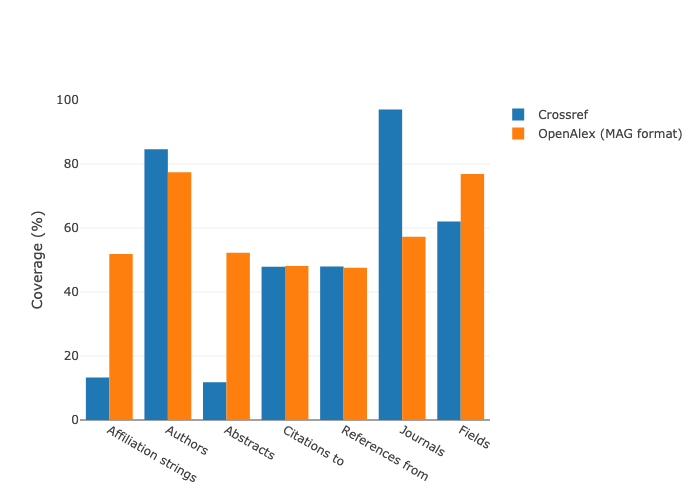 100
80
60
40
20
0
Coverage (%)
Affiliation strings
Authors
Abstracts
Citations to
References from
Journals
Fields
Crossref
OpenAlex (MAG format)